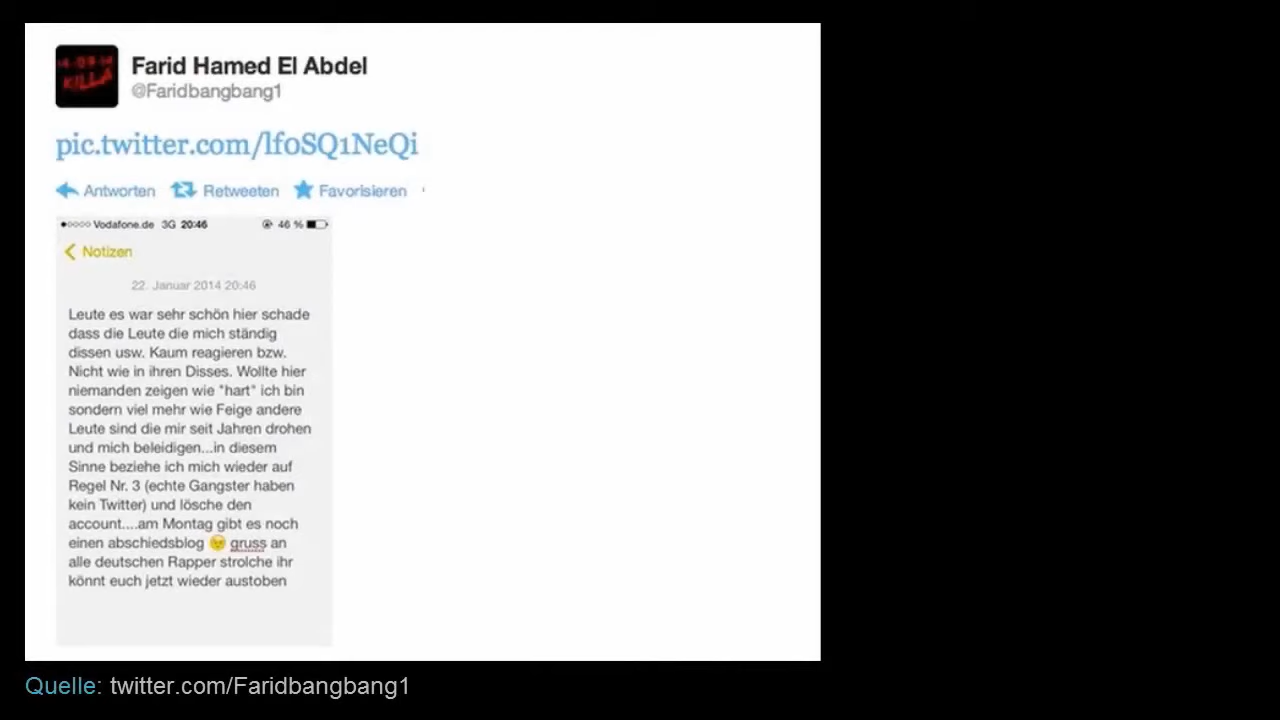 Farid Hamed El Abdel
@Faridbangbang1
pic.twitter.com/lf0SQ1NeQi
Antworten Retweeten Favorisieren
Vodafone.de 3G 20:46 46 %
Notizen
22. Januar 2014 20:46
Leute es war sehr schön hier schade
dass die Leute die mich ständig
dissen usw. Kaum reagieren bzw.
Nicht wie in ihren Disses. Wollte hier
niemanden zeigen wie "hart" ich bin
sondern viel mehr wie Feige andere
Leute sind die mir seit Jahren drohen
und mich beleidigen...in diesem
Sinne beziehe ich mich wieder auf
Regel Nr. 3 (echte Gangster haben
kein Twitter) und lösche den
account....am Montag gibt es noch
einen abschiedsblog 😉 gruss an
alle deutschen Rapper strolche ihr
könnt euch jetzt wieder austoben
Quelle: twitter.com/Faridbangbang1